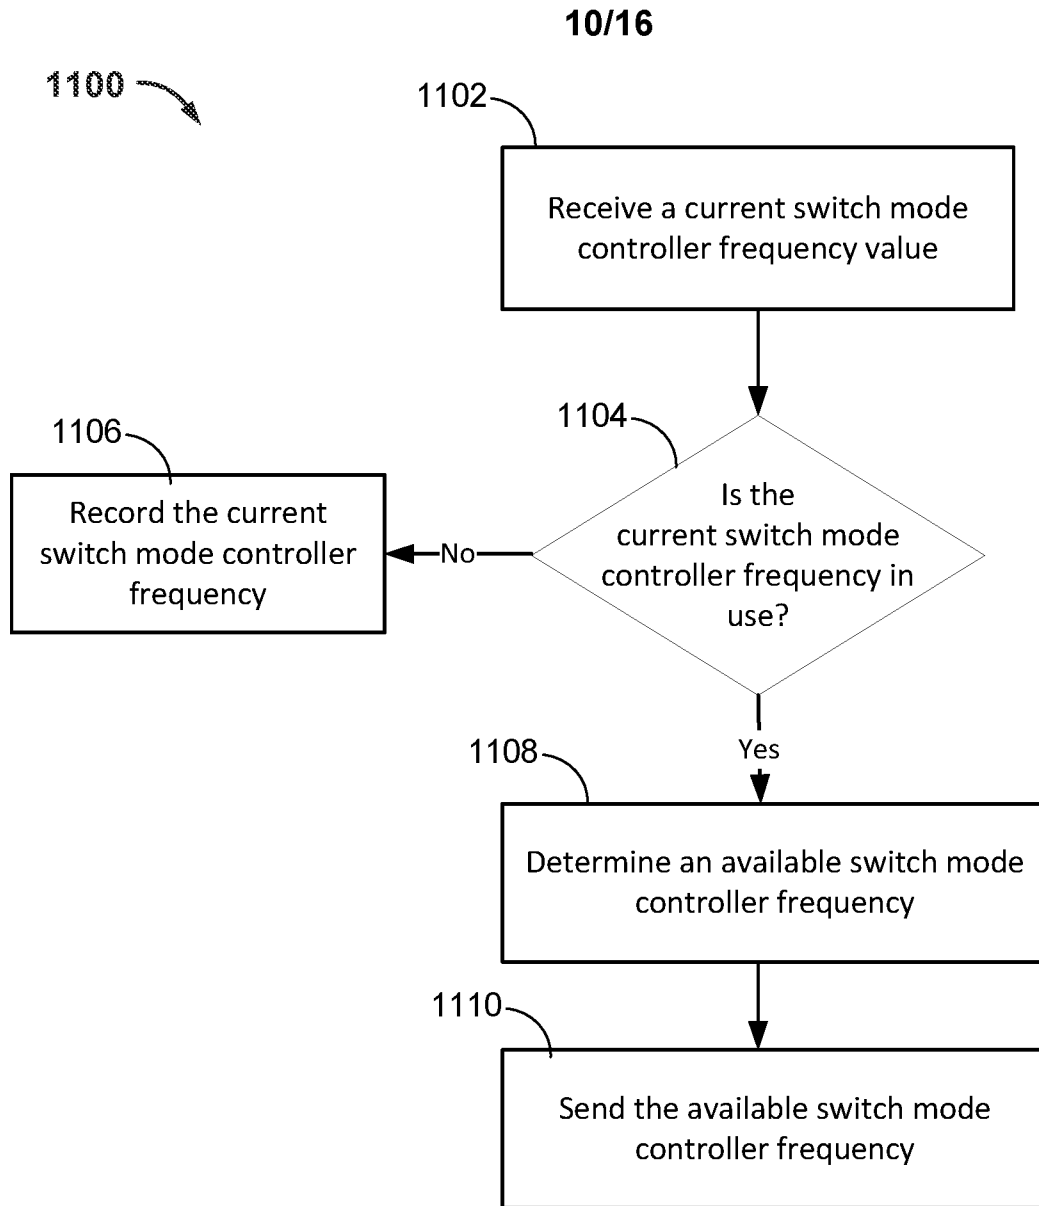 10/16
1100
1102
Receive a current switch mode
controller frequency value
1104
Is the
current switch mode
controller frequency in
use?
1106
Record the current
switch mode controller
frequency
No
Yes
1108
Determine an available switch mode
controller frequency
1110
Send the available switch mode
controller frequency